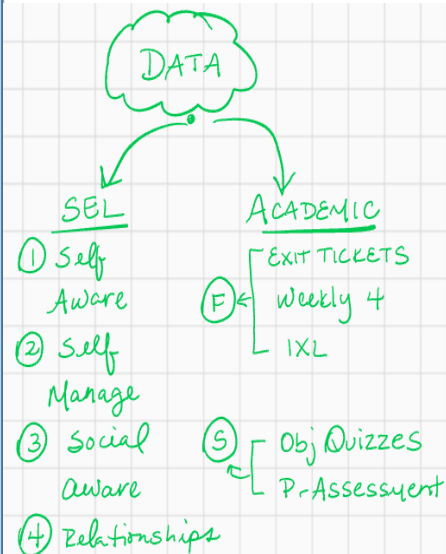 DATA
SEL
① Self
Aware
② Self
Manage
③ Social
aware
④ Relationships
ACADEMIC
EXIT TICKETS
Ⓕ Weekly 4
IXL
Ⓢ Obj Quizzes
P-Assessment